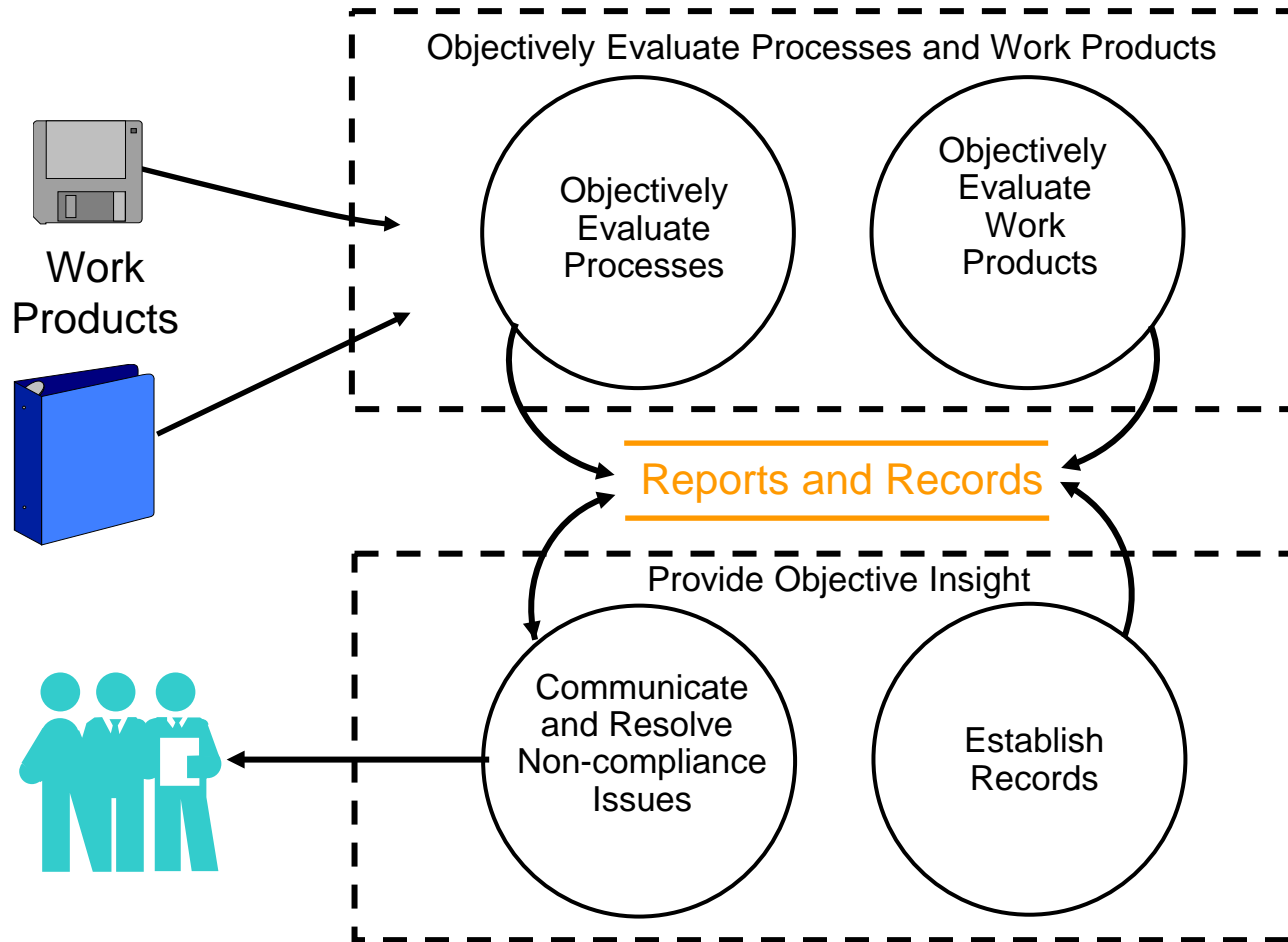 Objectively Evaluate Processes and Work Products
Work
Products
Objectively
Evaluate
Processes
Objectively
Evaluate
Work
Products
Reports and Records
Provide Objective Insight
Communicate
and Resolve
Non-compliance
Issues
Establish
Records